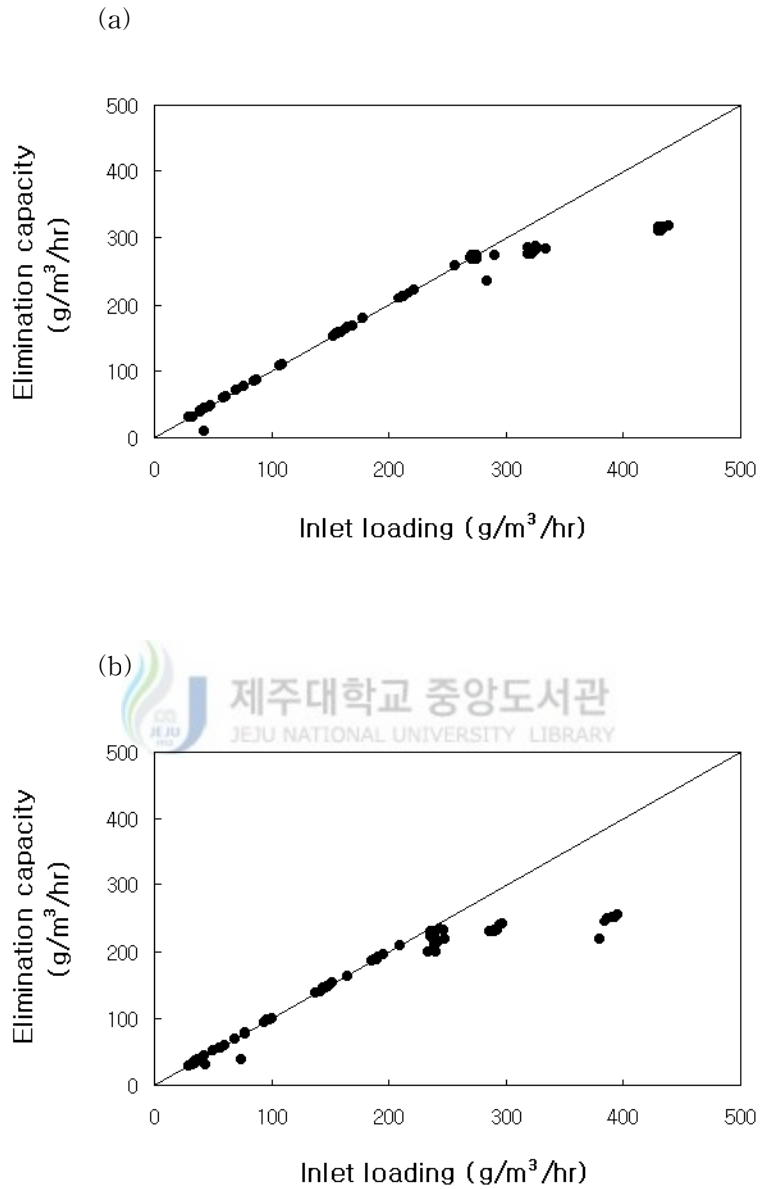 (a)
500
400
300
200
100
0
Elimination capacity
(g/m³/hr)
0 100 200 300 400 500
Inlet loading (g/m³/hr)
(b)
제주대학교 중앙도서관
JEJU NATIONAL UNIVERSITY LIBRARY
JEJU
1952
500
400
300
200
100
0
Elimination capacity
(g/m³/hr)
0 100 200 300 400 500
Inlet loading (g/m³/hr)